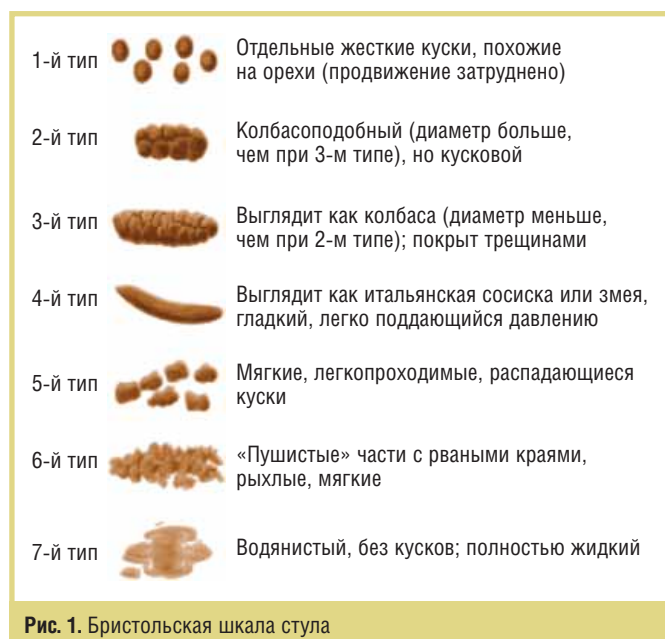 1-й тип
Отдельные жесткие куски, похожие
на орехи (продвижение затруднено)
2-й тип
Колбасоподобный (диаметр больше,
чем при 3-м типе), но кусковой
3-й тип
Выглядит как колбаса (диаметр меньше,
чем при 2-м типе); покрыт трещинами
4-й тип
Выглядит как итальянская сосиска или змея,
гладкий, легко поддающийся давлению
5-й тип
Мягкие, легкопроходимые, распадающиеся
куски
6-й тип
«Пушистые» части с рваными краями,
рыхлые, мягкие
7-й тип
Водянистый, без кусков; полностью жидкий
Рис. 1. Бристольская шкала стула